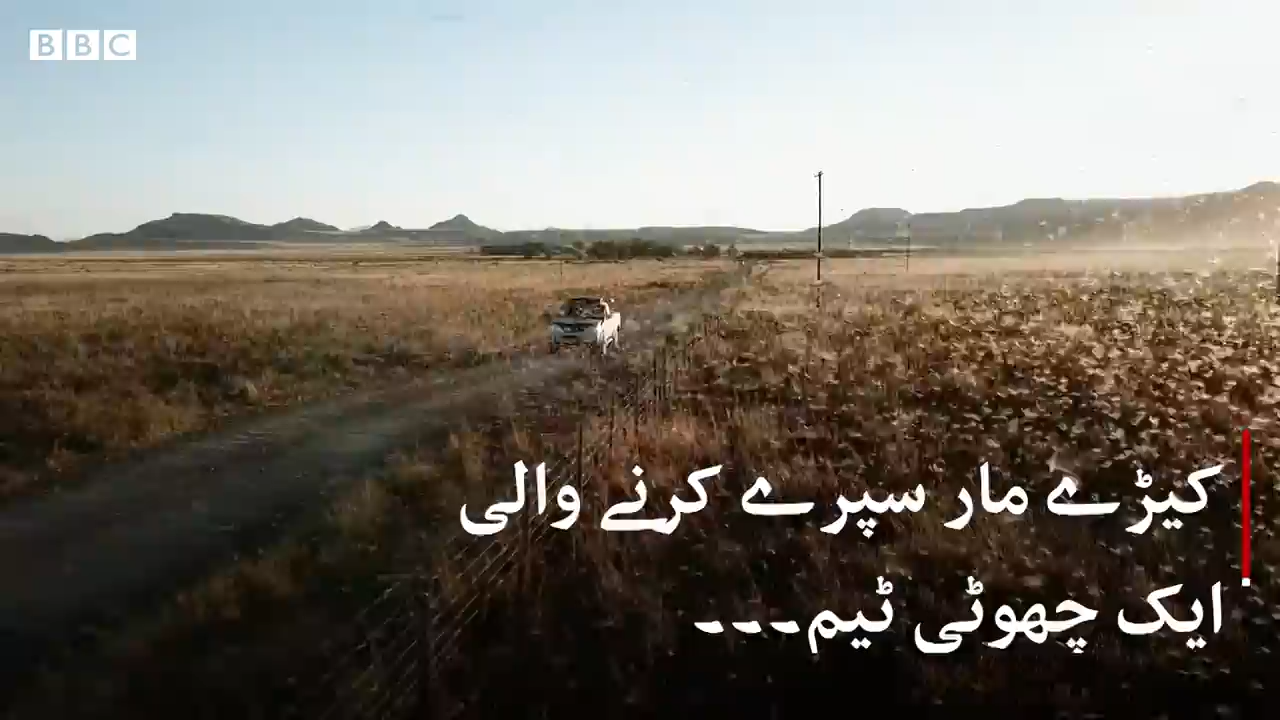 BBC
کیڑے مار سپرے کرنے والی
ایک چھوٹی ٹیم۔۔۔